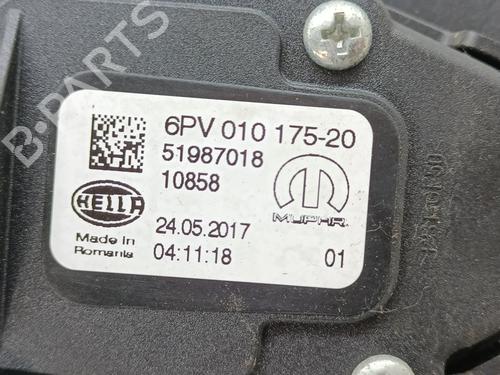 B-PARTS
6PV 010 175-20
51987018
10858
HELLA
MOPAR.
24.05.2017
Made in
Romania
04:11:18
01